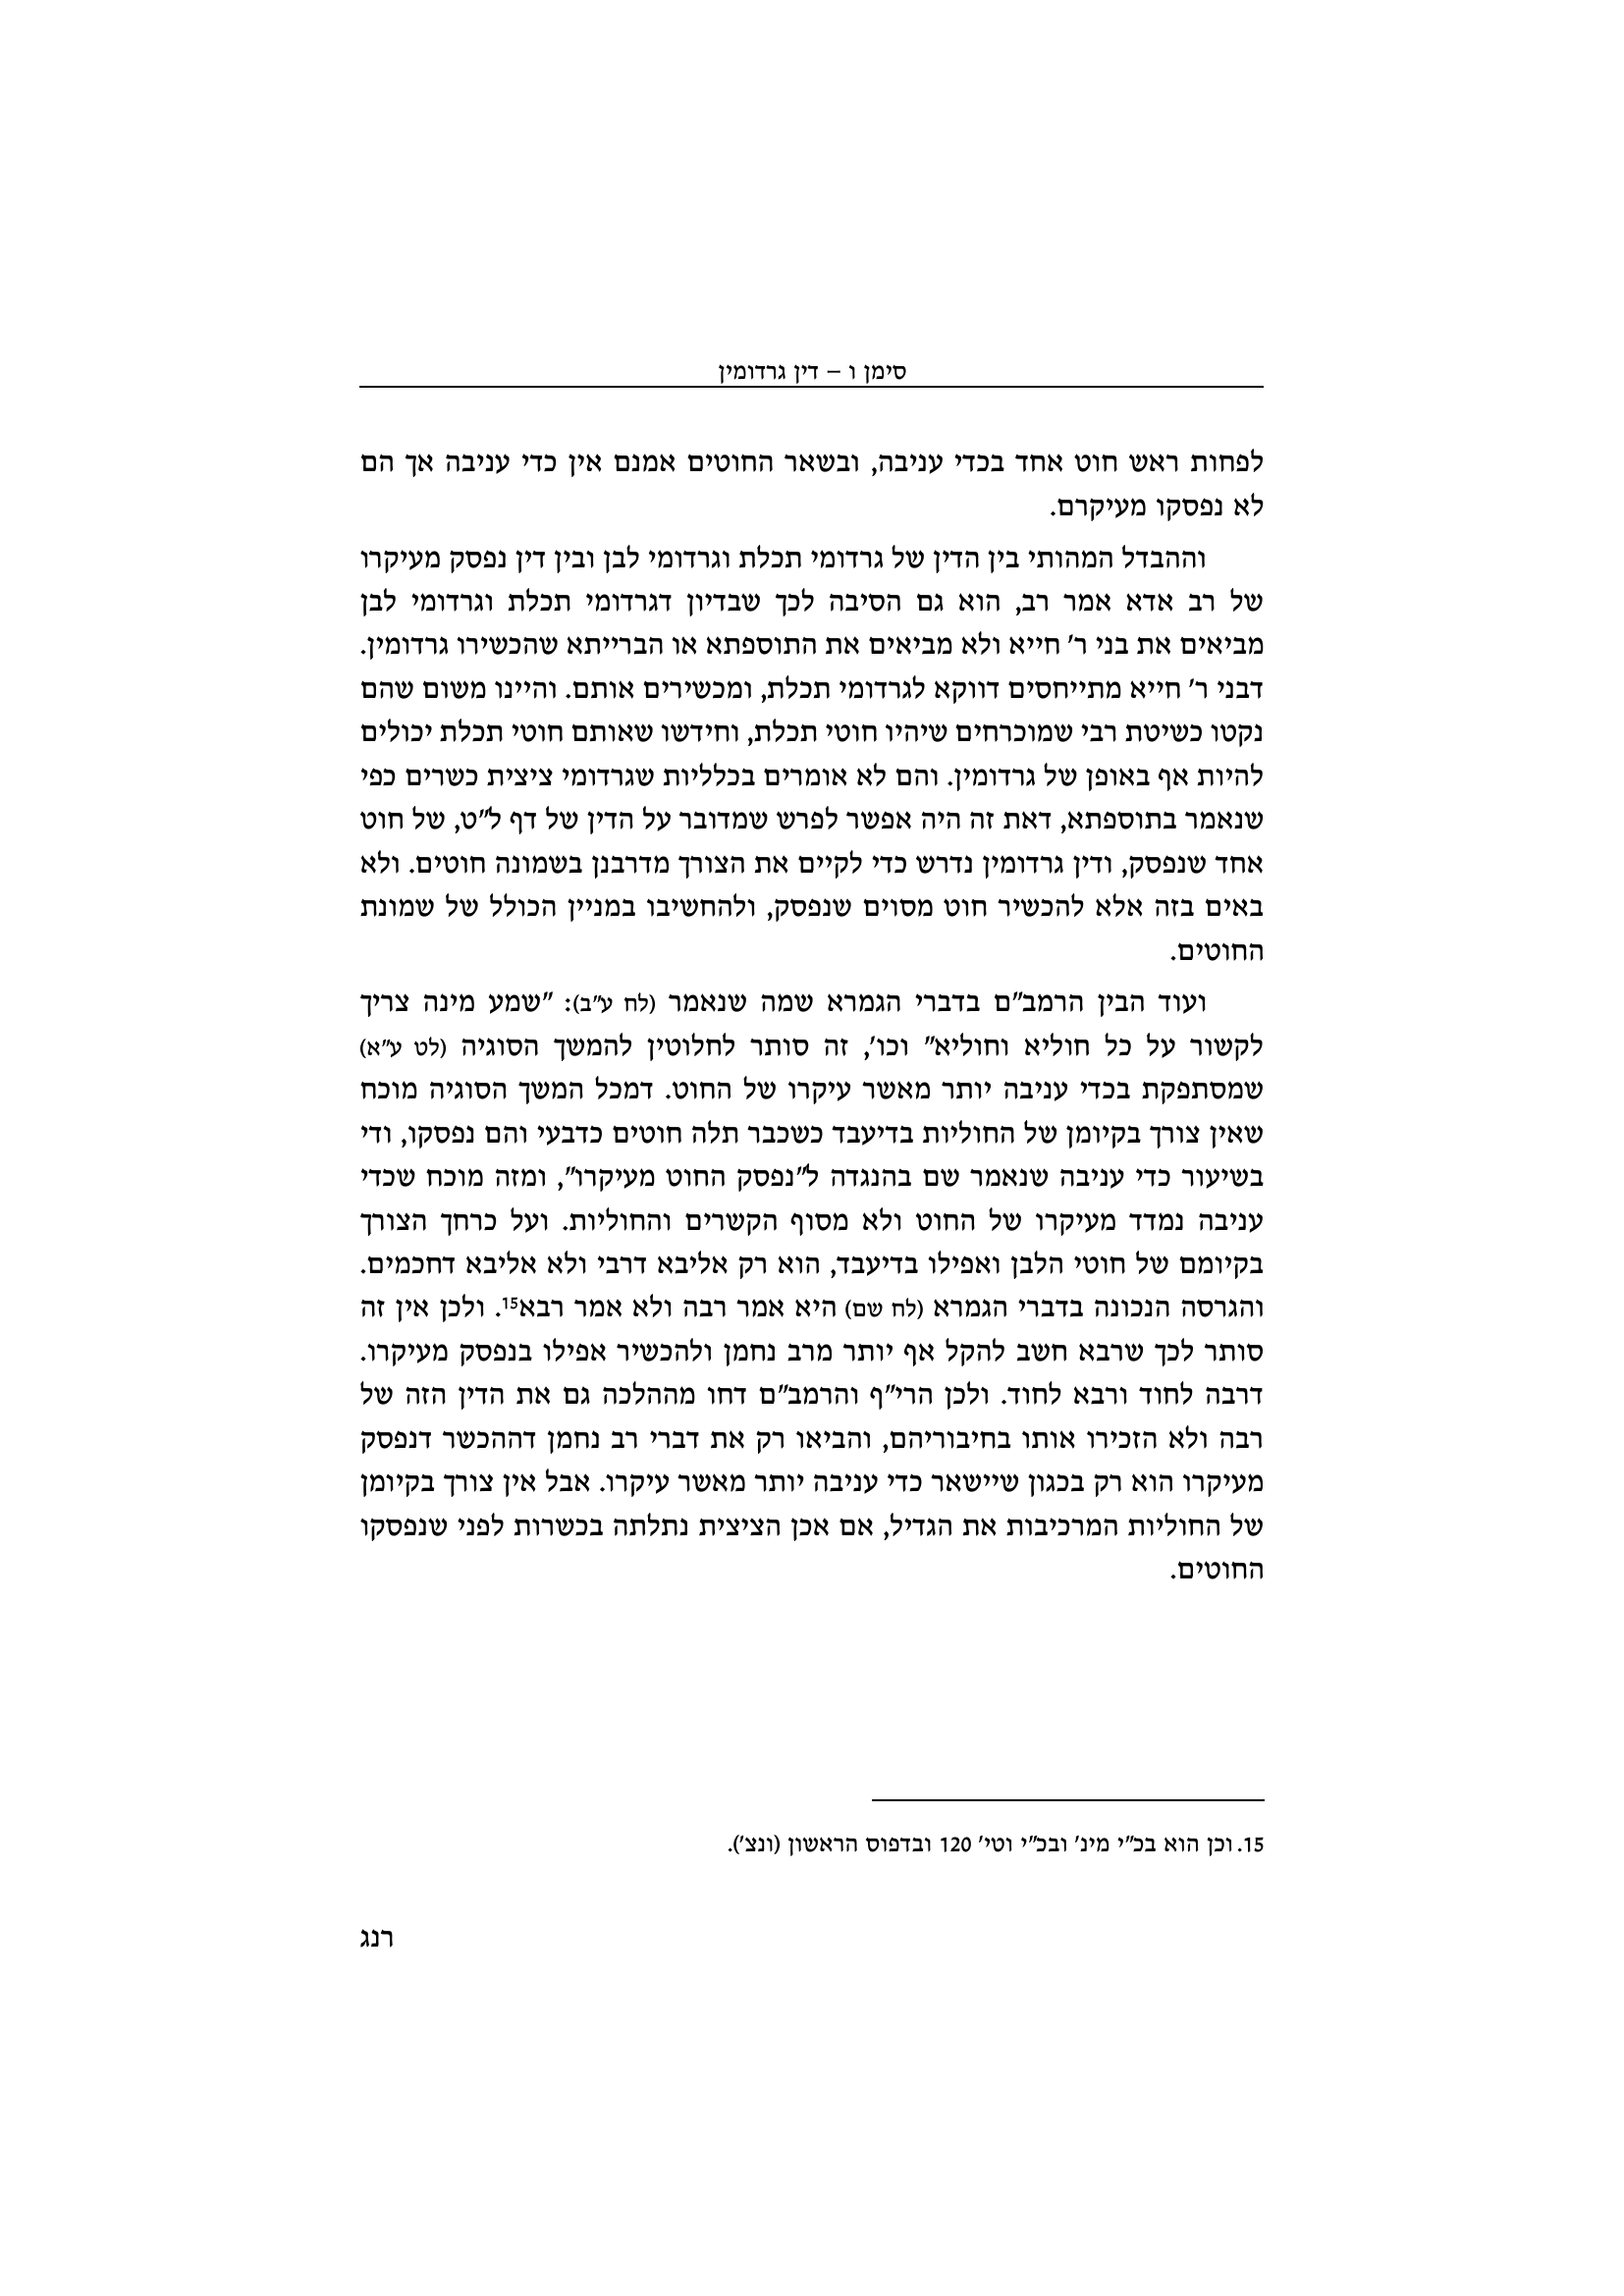 סימן ו – דין גרדומין
לפחות ראש חוט אחד בכדי עניבה, ובשאר החוטים אמנם אין כדי עניבה אך הם
לא נפסקו מעיקרם.
וההבדל המהותי בין הדין של גרדומי תכלת וגרדומי לבן ובין דין נפסק מעיקרו
של רב אדא אמר רב, הוא גם הסיבה לכך שבדיון דגרדומי תכלת וגרדומי לבן
מביאים את בני ר׳ חייא ולא מביאים את התוספתא או הברייתא שהכשירו גרדומין.
דבני ר׳ חייא מתייחסים דווקא לגרדומי תכלת, ומכשירים אותם. והיינו משום שהם
נקטו כשיטת רבי שמוכרחים שיהיו חוטי תכלת, וחידשו שאותם חוטי תכלת יכולים
להיות אף באופן של גרדומין. והם לא אומרים בכלליות שגרדומי ציצית כשרים כפי
שנאמר בתוספתא, דאת זה היה אפשר לפרש שמדובר על הדין של דף ל״ט, של חוט
אחד שנפסק, ודין גרדומין נדרש כדי לקיים את הצורך מדרבנן בשמונה חוטים. ולא
באים בזה אלא להכשיר חוט מסוים שנפסק, ולהחשיבו במניין הכולל של שמונת
החוטים.
ועוד הבין הרמב״ם בדברי הגמרא שמה שנאמר (לח ע״ב): ״שמע מינה צריך
לקשור על כל חוליא וחוליא״ וכו׳, זה סותר לחלוטין להמשך הסוגיה (לט ע״א)
שמסתפקת בכדי עניבה יותר מאשר עיקרו של החוט. דמכל המשך הסוגיה מוכח
שאין צורך בקיומן של החוליות בדיעבד כשכבר תלה חוטים כדבעי והם נפסקו, ודי
בשיעור כדי עניבה שנאמר שם בהנגדה ל״נפסק החוט מעיקרו״, ומזה מוכח שכדי
עניבה נמדד מעיקרו של החוט ולא מסוף הקשרים והחוליות. ועל כרחך הצורך
בקיומם של חוטי הלבן ואפילו בדיעבד, הוא רק אליבא דרבי ולא אליבא דחכמים.
והגרסה הנכונה בדברי הגמרא (לח שם) היא אמר רבה ולא אמר רבא15. ולכן אין זה
סותר לכך שרבא חשב להקל אף יותר מרב נחמן ולהכשיר אפילו בנפסק מעיקרו.
דרבה לחוד ורבא לחוד. ולכן הרי״ף והרמב״ם דחו מההלכה גם את הדין הזה של
רבה ולא הזכירו אותו בחיבוריהם, והביאו רק את דברי רב נחמן דההכשר דנפסק
מעיקרו הוא רק בכגון שיישאר כדי עניבה יותר מאשר עיקרו. אבל אין צורך בקיומן
של החוליות המרכיבות את הגדיל, אם אכן הציצית נתלתה בכשרות לפני שנפסקו
החוטים.
15. וכן הוא בכ״י מינ׳ ובכ״י וטי׳ 120 ובדפוס הראשון (ונצ׳).
רנג